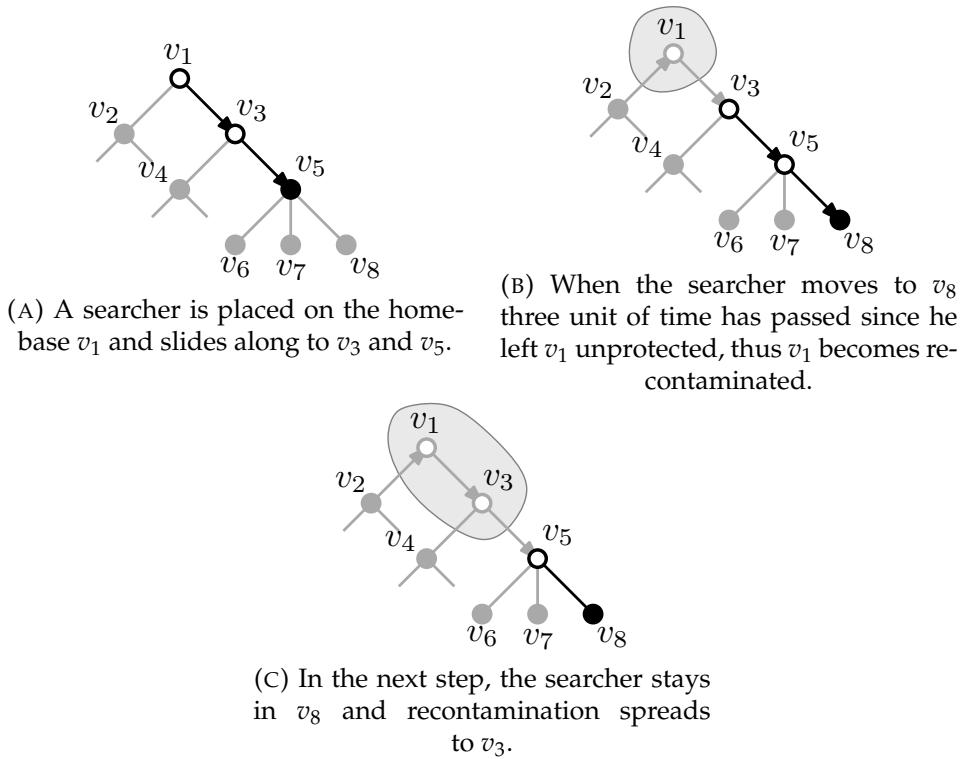 v1
v2
v3
v4
v5
v6
v7
v8
(A) A searcher is placed on the home-
base v1 and slides along to v3 and v5.
v1
v2
v3
v4
v5
v6
v7
v8
(B) When the searcher moves to v8
three unit of time has passed since he
left v1 unprotected, thus v1 becomes re-
contaminated.
v1
v2
v3
v4
v5
v6
v7
v8
(C) In the next step, the searcher stays
in v8 and recontamination spreads
to v3.